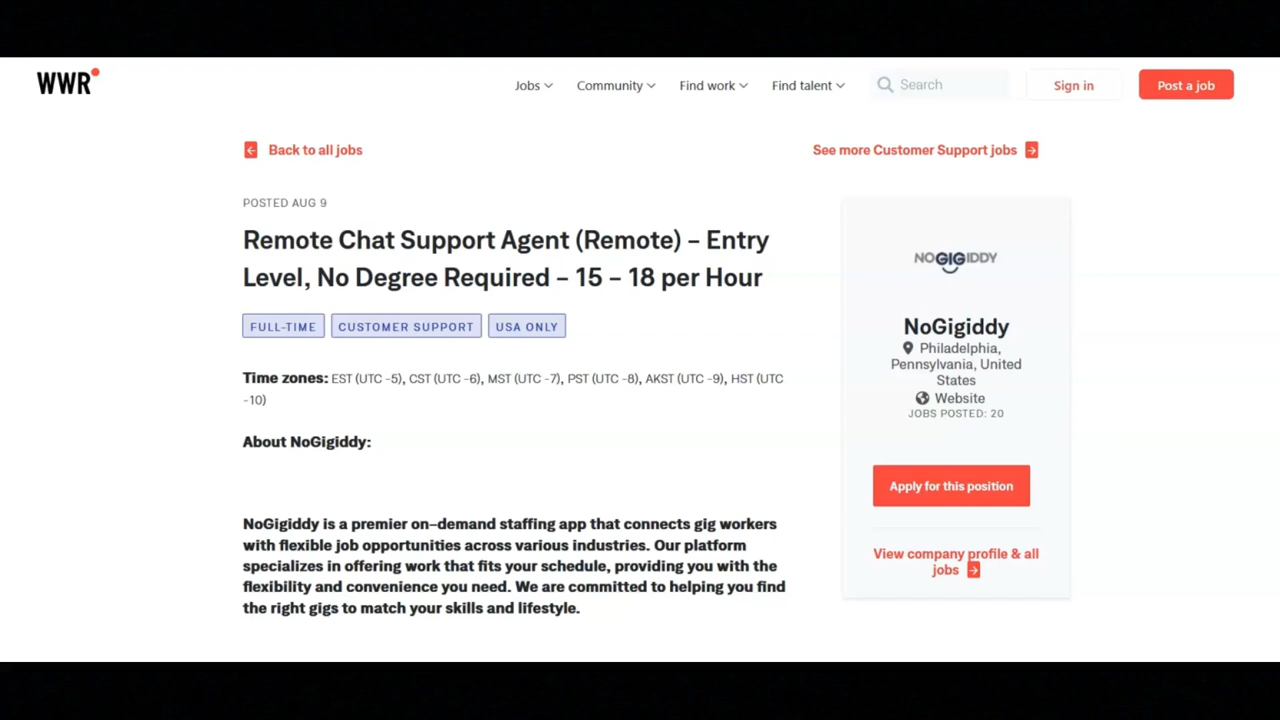 WWR
Jobs
Community
Find work
Find talent
Search
Sign in
Post a job
Back to all jobs
See more Customer Support jobs
POSTED AUG 9
Remote Chat Support Agent (Remote) – Entry
Level, No Degree Required – 15 – 18 per Hour
FULL-TIME
CUSTOMER SUPPORT
USA ONLY
Time zones: EST (UTC -5), CST (UTC -6), MST (UTC -7), PST (UTC -8), AKST (UTC -9), HST (UTC
-10)
About NoGigiddy:
NoGigiddy is a premier on-demand staffing app that connects gig workers
with flexible job opportunities across various industries. Our platform
specializes in offering work that fits your schedule, providing you with the
flexibility and convenience you need. We are committed to helping you find
the right gigs to match your skills and lifestyle.
NOGIGIDDY
NoGigiddy
Philadelphia,
Pennsylvania, United
States
Website
JOBS POSTED: 20
Apply for this position
View company profile & all
jobs